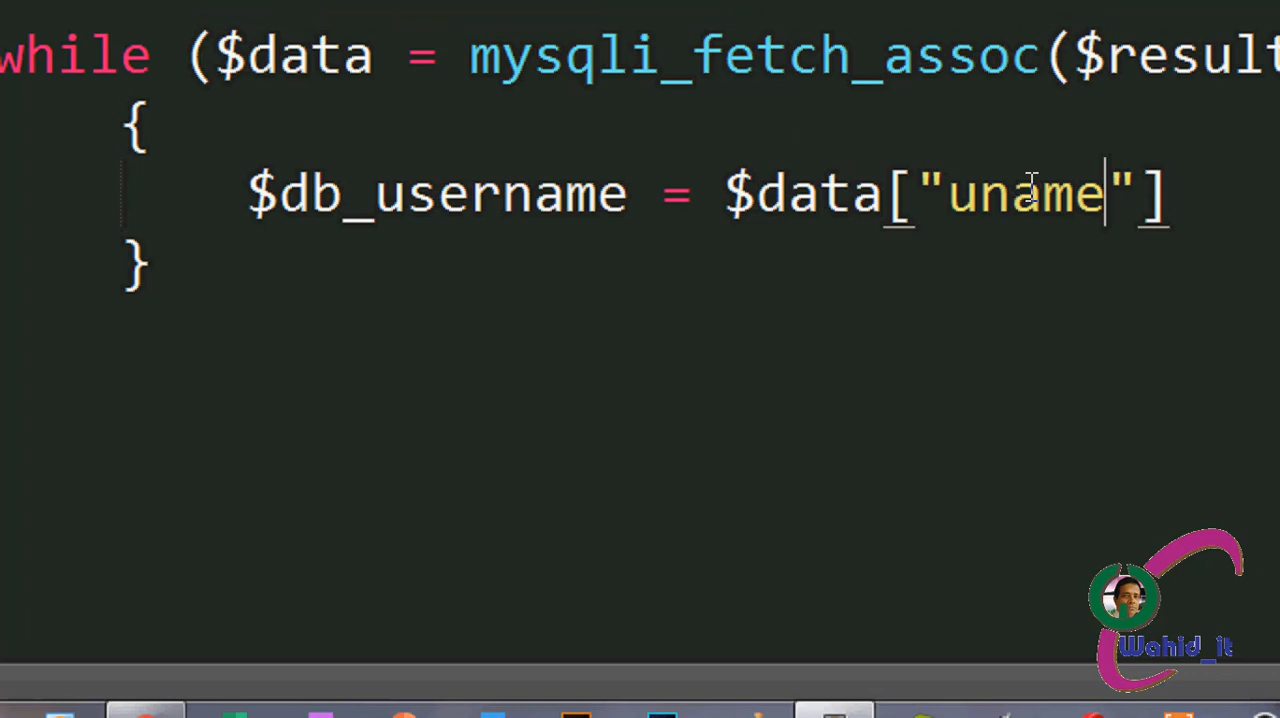 while ($data = mysqli_fetch_assoc($result
{
$db_username = $data["uname"]
}
Wahid_it